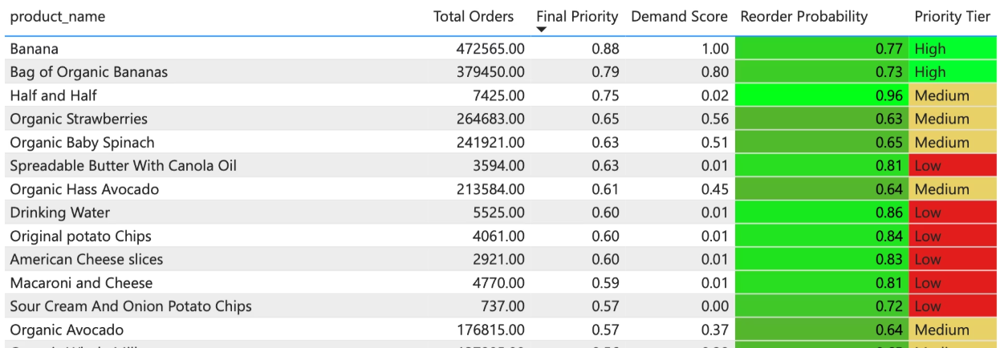 product_name Total Orders Final Priority Demand Score Reorder Probability Priority Tier
Banana 472565.00 0.88 1.00 0.77 High
Bag of Organic Bananas 379450.00 0.79 0.80 0.73 High
Half and Half 7425.00 0.75 0.02 0.96 Medium
Organic Strawberries 264683.00 0.65 0.56 0.63 Medium
Organic Baby Spinach 241921.00 0.63 0.51 0.65 Medium
Spreadable Butter With Canola Oil 3594.00 0.63 0.01 0.81 Low
Organic Hass Avocado 213584.00 0.61 0.45 0.64 Medium
Drinking Water 5525.00 0.60 0.01 0.86 Low
Original potato Chips 4061.00 0.60 0.01 0.84 Low
American Cheese slices 2921.00 0.60 0.01 0.83 Low
Macaroni and Cheese 4770.00 0.59 0.01 0.81 Low
Sour Cream And Onion Potato Chips 737.00 0.57 0.00 0.72 Low
Organic Avocado 176815.00 0.57 0.37 0.64 Medium